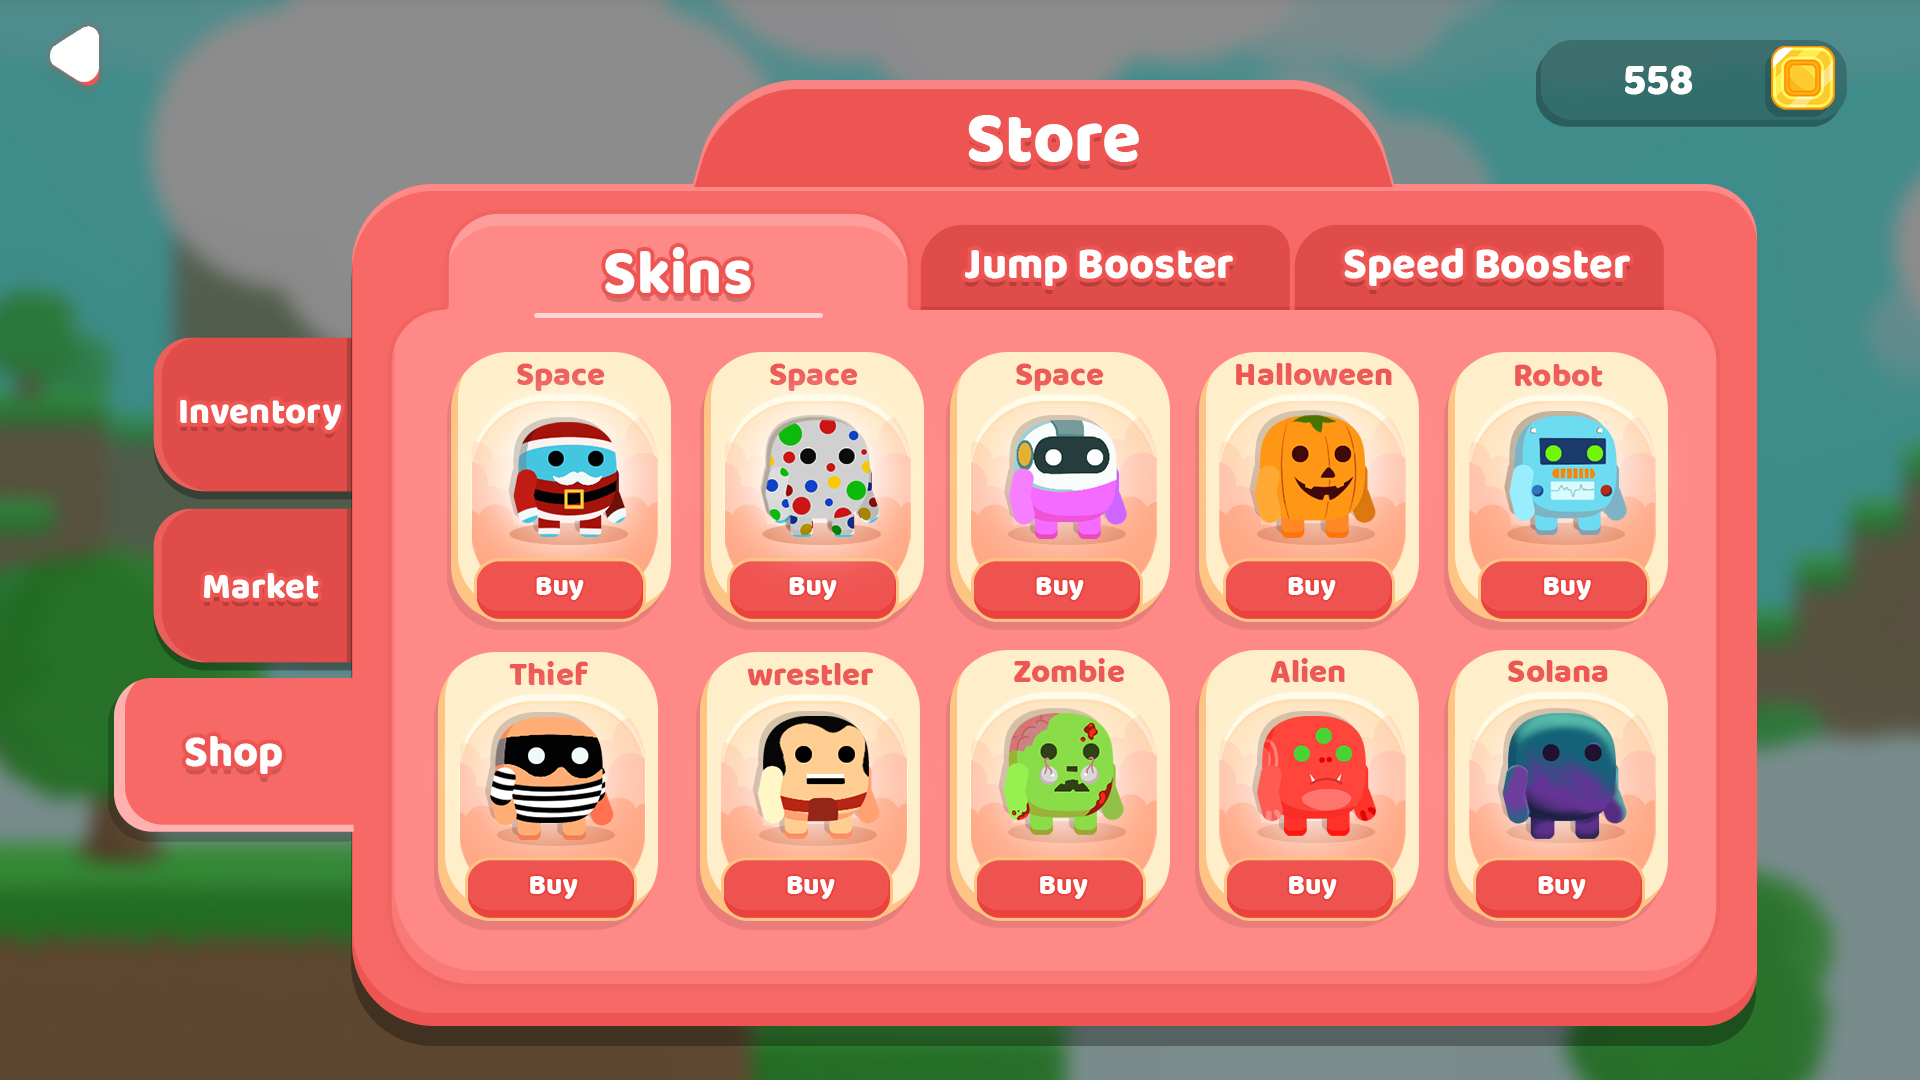 558
Store
Skins
Jump Booster
Speed Booster
Inventory
Market
Shop
Space
Space
Space
Halloween
Robot
Buy
Buy
Buy
Buy
Buy
Thief
wrestler
Zombie
Alien
Solana
Buy
Buy
Buy
Buy
Buy